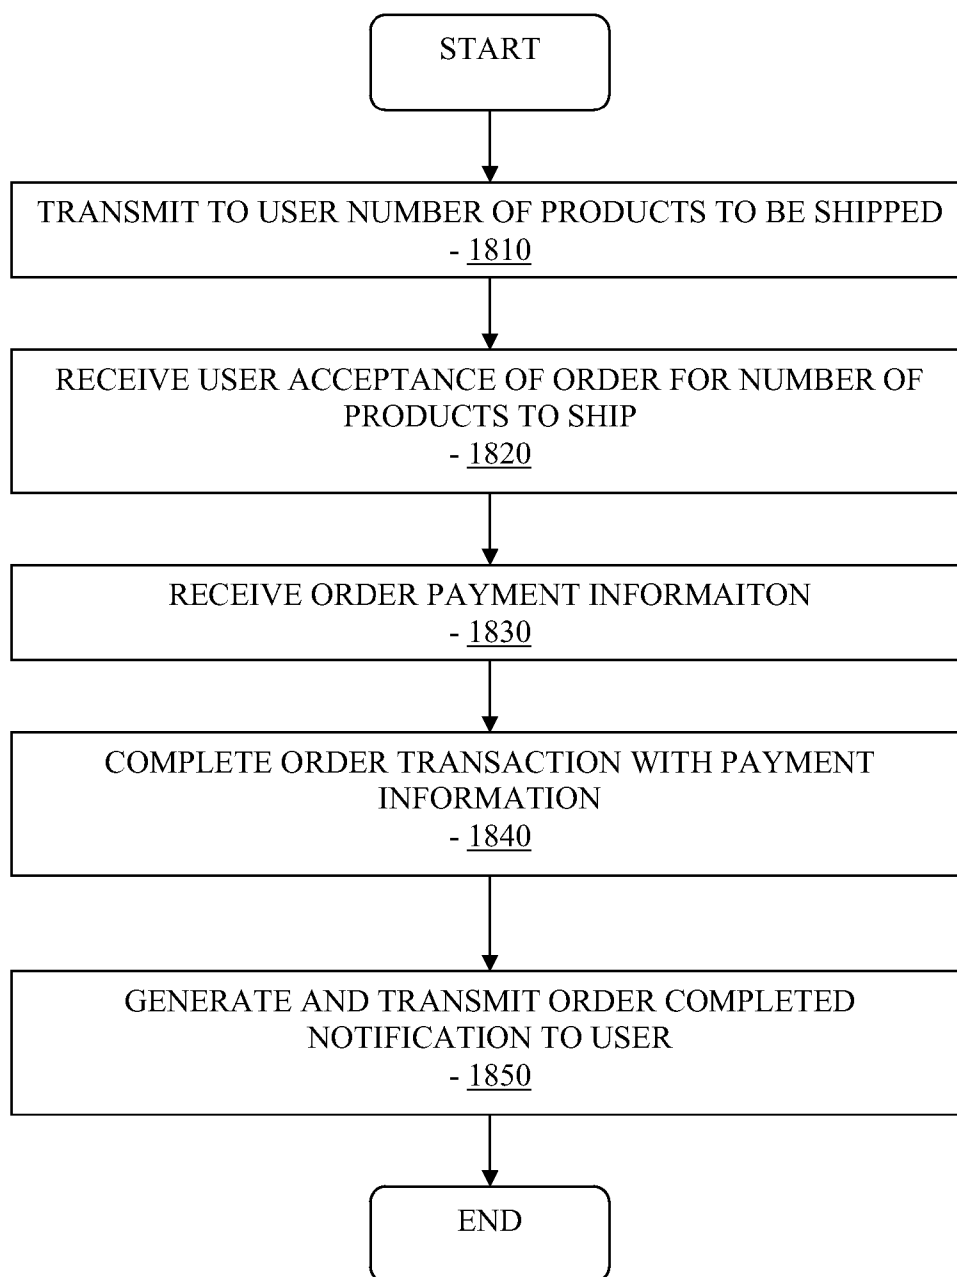 START
TRANSMIT TO USER NUMBER OF PRODUCTS TO BE SHIPPED
- 1810
RECEIVE USER ACCEPTANCE OF ORDER FOR NUMBER OF
PRODUCTS TO SHIP
- 1820
RECEIVE ORDER PAYMENT INFORMAITON
- 1830
COMPLETE ORDER TRANSACTION WITH PAYMENT
INFORMATION
- 1840
GENERATE AND TRANSMIT ORDER COMPLETED
NOTIFICATION TO USER
- 1850
END